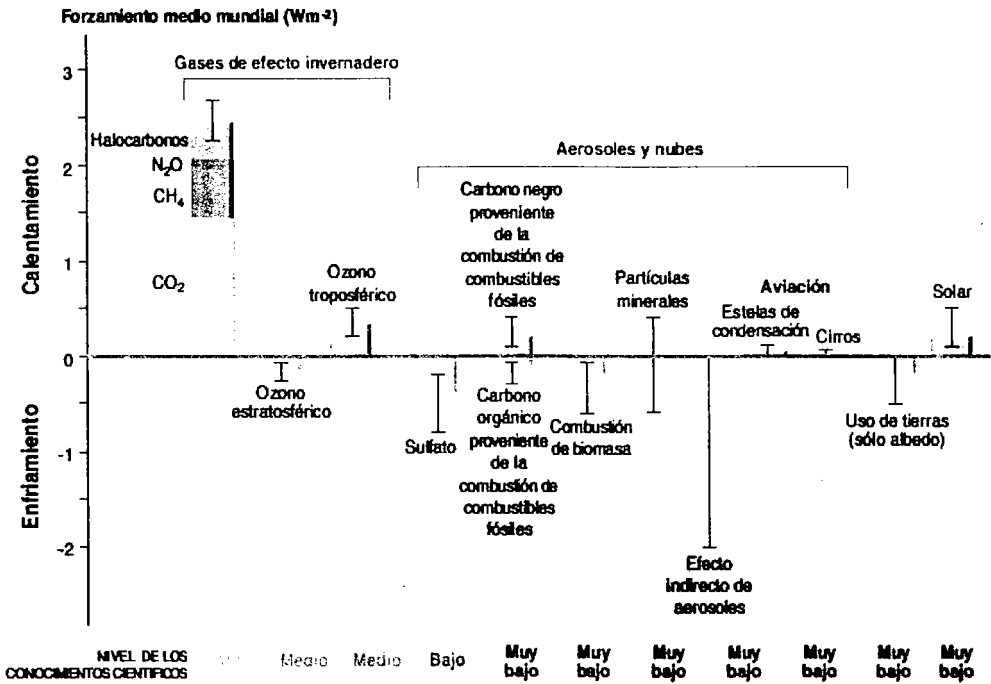 Forzamiento medio mundial (Wm-2)
Gases de efecto invernadero
3
Halocarbonos
2
N2O
CH4
1
CO2
0
-1
-2
Calentamiento
Enfriamiento
Ozono
troposférico
Ozono
estratosférico
Aerosoles y nubes
Carbono negro
proveniente
de la
combustión de
combustibles
fósiles
Sulfato
Carbono
orgánico
proveniente
de la
combustión de
combustibles
fósiles
Combustión
de biomasa
Partículas
minerales
Efecto
indirecto de
aerosoles
Aviación
Estelas de
condensación
Cirros
Uso de tierras
(sólo albedo)
Solar
NIVEL DE LOS
CONOCIMIENTOS CIENTIFICOS
Medio
Medio
Bajo
Muy
bajo
Muy
bajo
Muy
bajo
Muy
bajo
Muy
bajo
Muy
bajo
Muy
bajo